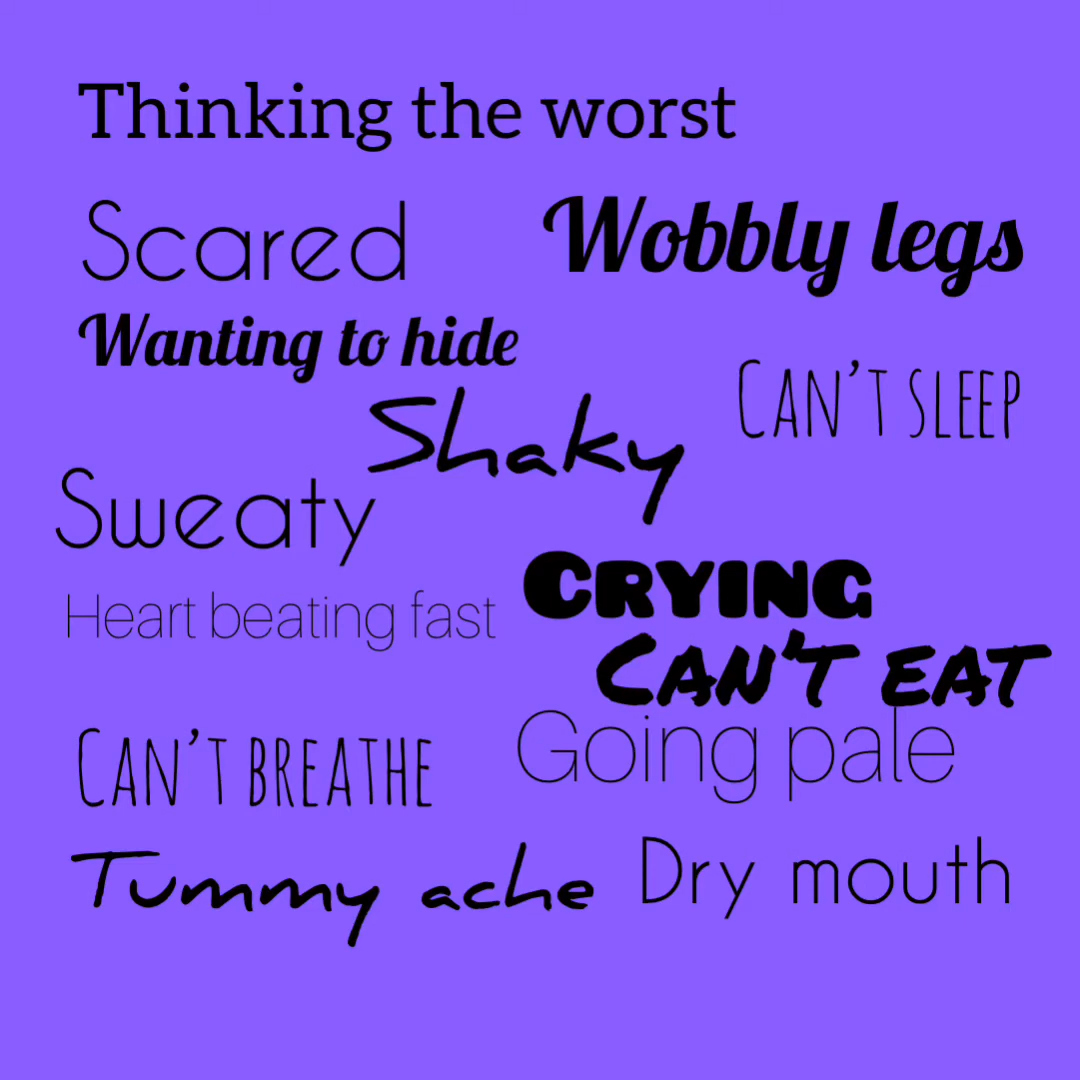 Thinking the worst
Scared
Wobbly legs
Wanting to hide
Can't sleep
Shaky
Sweaty
Crying
Heart beating fast
Can't eat
Going pale
Can't breathe
Tummy ache
Dry mouth